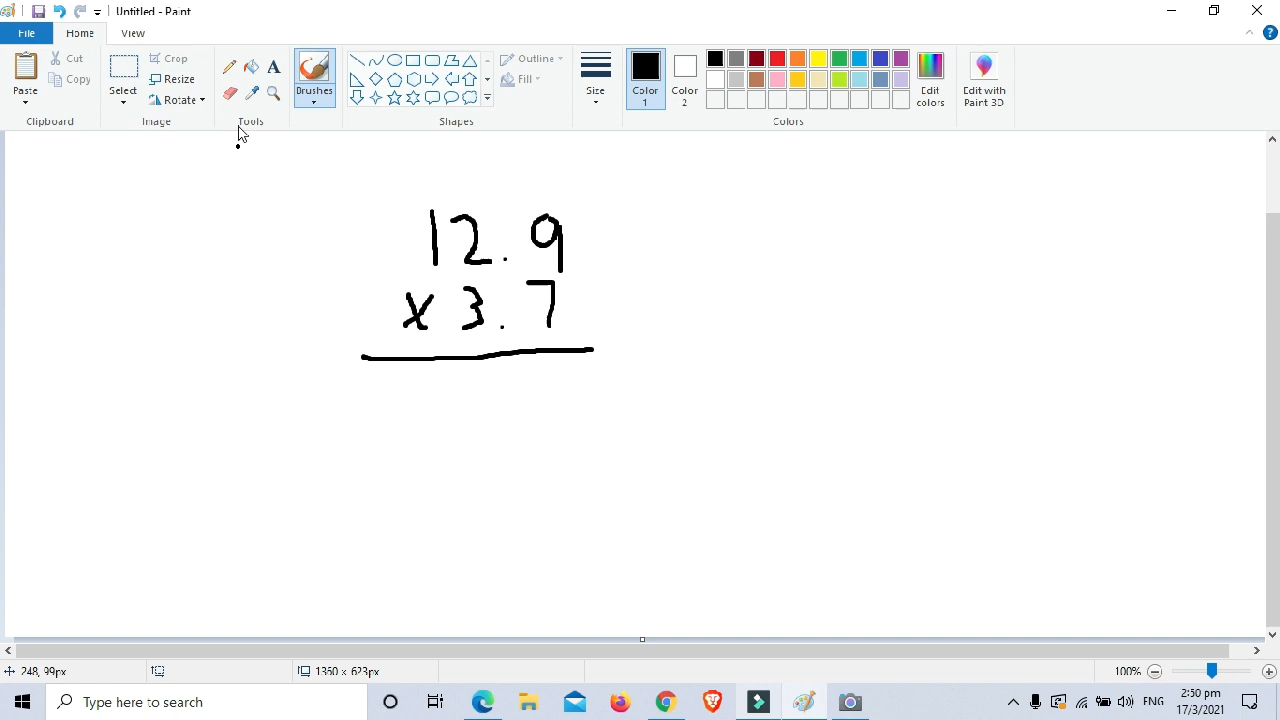 Untitled - Paint
File Home View
Paste Cut Copy Clipboard
Select Crop Resize Rotate Image
A Tools
Brushes
Outline Fill Shapes
Size
Color 1
Color 2
Edit colors
Colors
Edit with Paint 3D
12.9
x 3.7
248, 99px
1360 × 623px
100%
Type here to search
ENG
2:50 pm
17/3/2021